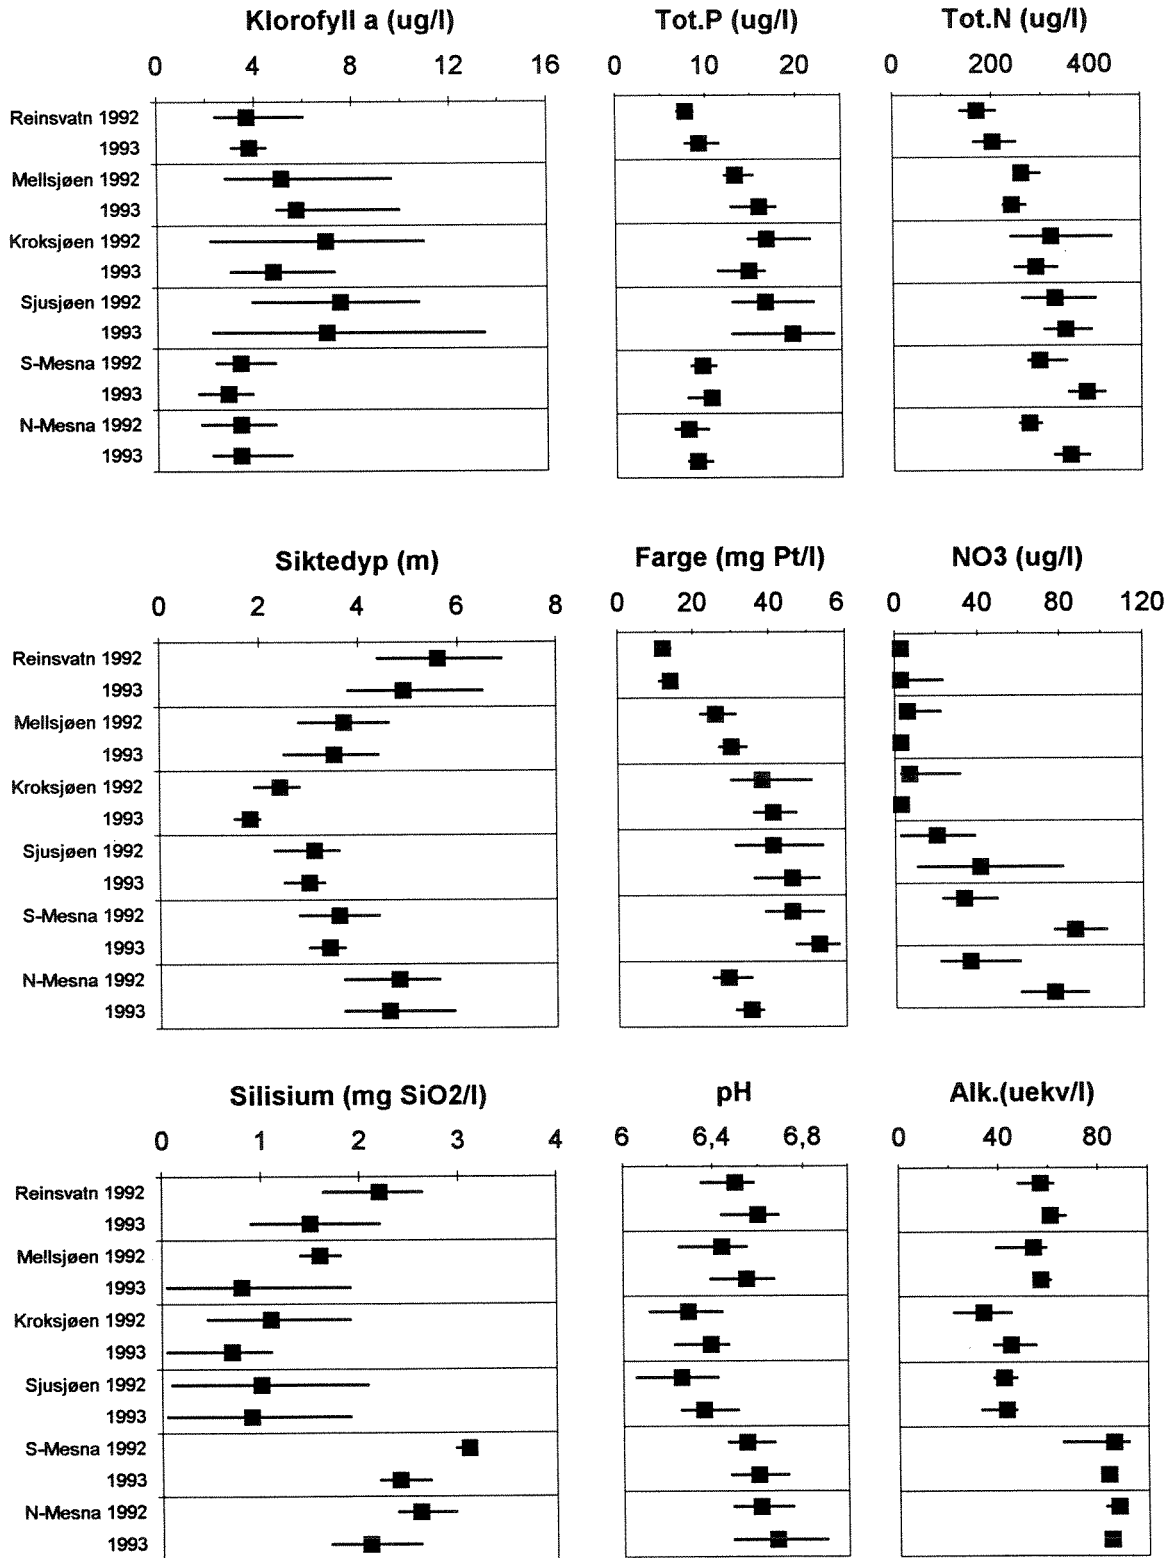 Klorofyll a (ug/l) Tot.P (ug/l) Tot.N (ug/l)
0 4 8 12 16 0 10 20 0 200 400
Reinsvatn 1992
1993
Mellsjøen 1992
1993
Kroksjøen 1992
1993
Sjusjøen 1992
1993
S-Mesna 1992
1993
N-Mesna 1992
1993
Siktedyp (m) Farge (mg Pt/l) NO3 (ug/l)
0 2 4 6 8 0 20 40 6 0 40 80 120
Reinsvatn 1992
1993
Mellsjøen 1992
1993
Kroksjøen 1992
1993
Sjusjøen 1992
1993
S-Mesna 1992
1993
N-Mesna 1992
1993
Silisium (mg SiO2/l) pH Alk.(uekv/l)
0 1 2 3 4 6 6,4 6,8 0 40 80
Reinsvatn 1992
1993
Mellsjøen 1992
1993
Kroksjøen 1992
1993
Sjusjøen 1992
1993
S-Mesna 1992
1993
N-Mesna 1992
1993